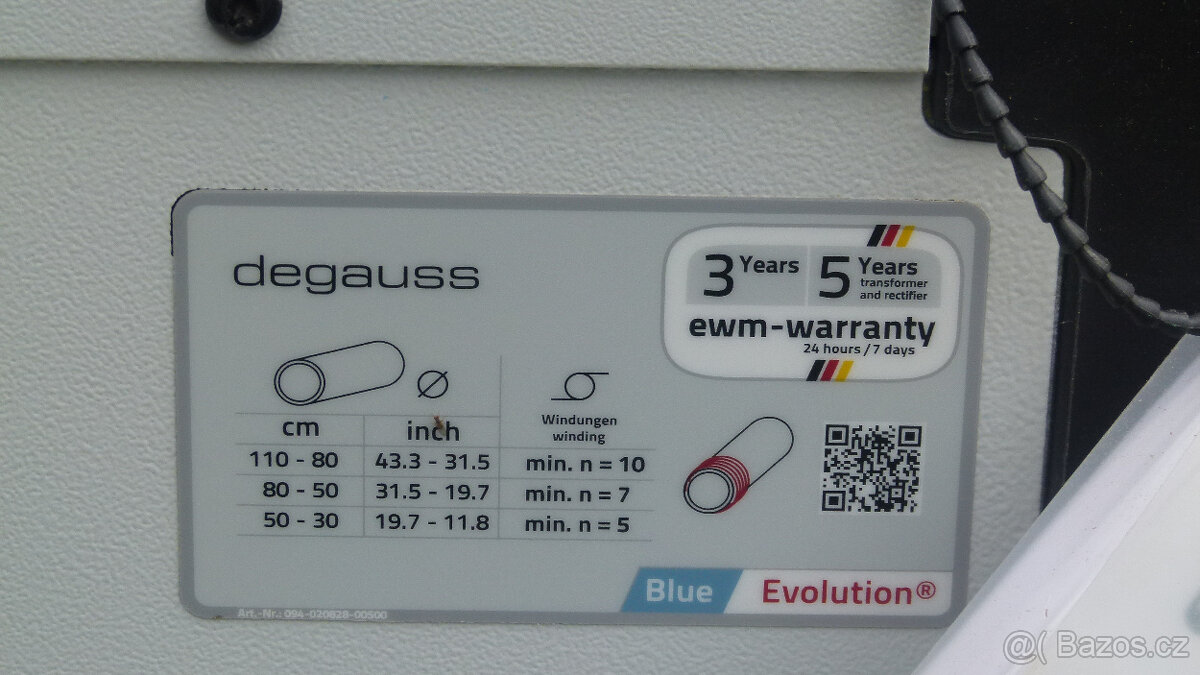 degauss
3 Years 5 Years
transformer
and rectifier
ewm-warranty
24 hours / 7 days
Windungen
winding
cm inch
110 - 80 43.3 - 31.5 min. n = 10
80 - 50 31.5 - 19.7 min. n = 7
50 - 30 19.7 - 11.8 min. n = 5
Blue Evolution®
Art.-Nr.: 094-020828-00500
@( Bazos.cz